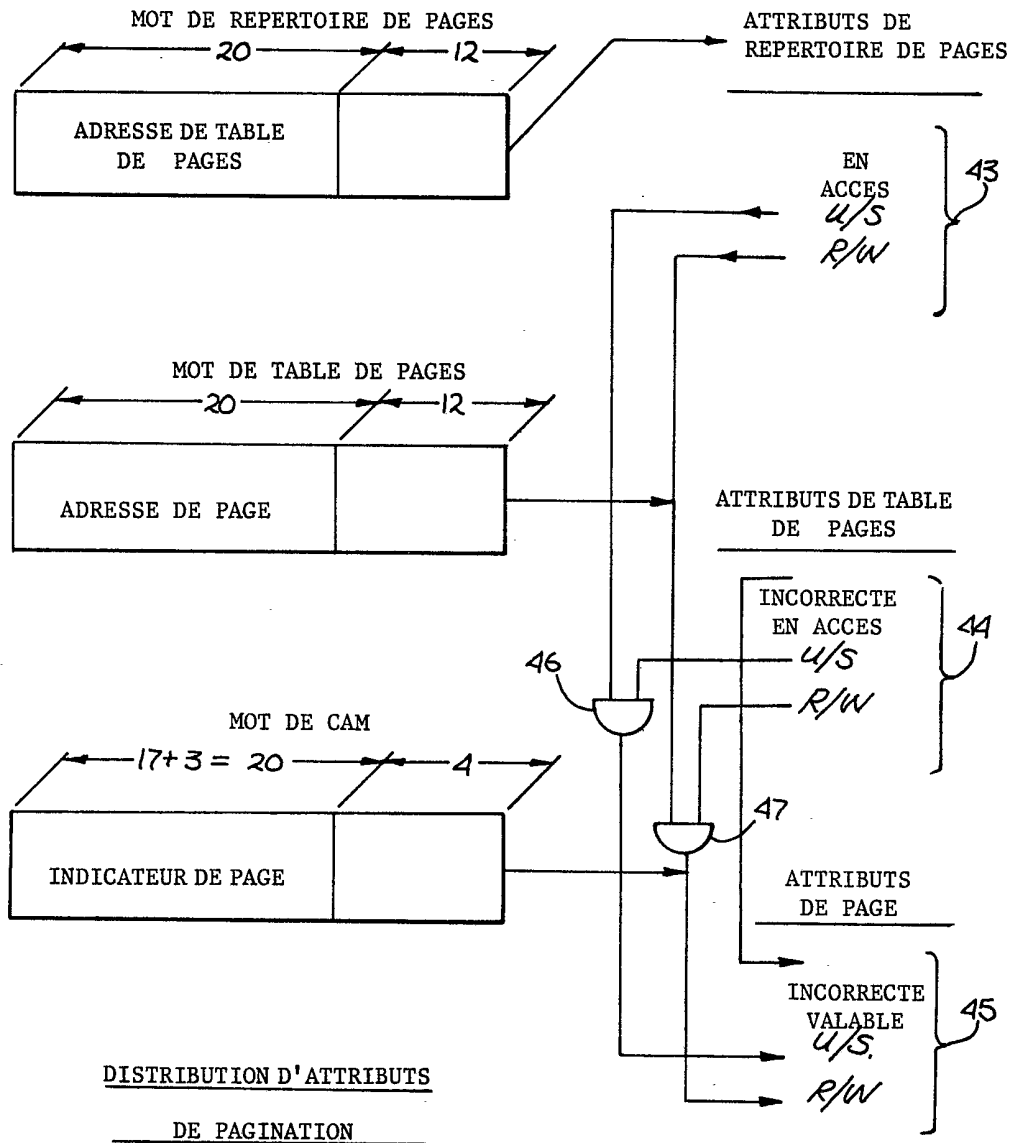 MOT DE REPERTOIRE DE PAGES
20 12
ADRESSE DE TABLE
DE PAGES
ATTRIBUTS DE
REPERTOIRE DE PAGES
EN
ACCES
U/S
R/W
43
MOT DE TABLE DE PAGES
20 12
ADRESSE DE PAGE
ATTRIBUTS DE TABLE
DE PAGES
INCORRECTE
EN ACCES
U/S
R/W
44
46
MOT DE CAM
17+3 = 20 4
INDICATEUR DE PAGE
47
ATTRIBUTS
DE PAGE
INCORRECTE
VALABLE
U/S.
R/W
45
DISTRIBUTION D'ATTRIBUTS
DE PAGINATION